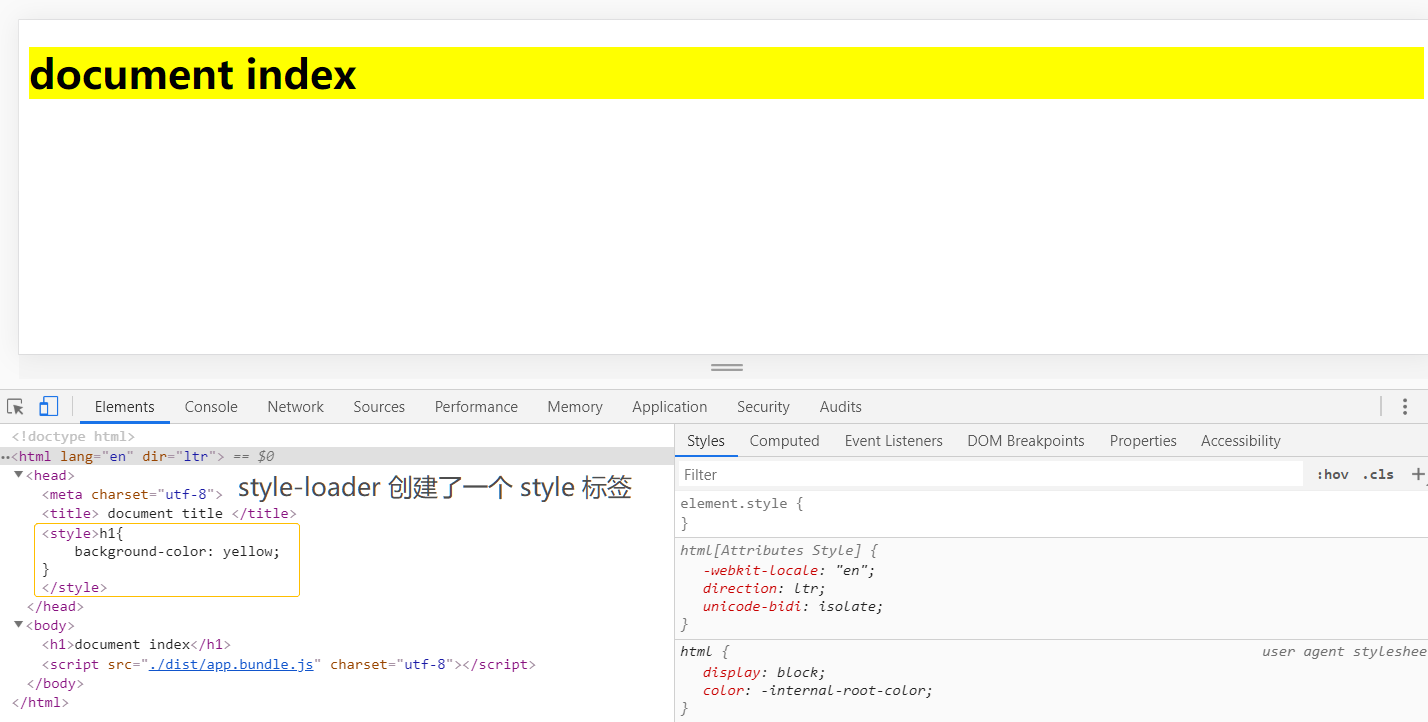 document index
Elements Console Network Sources Performance Memory Application Security Audits
<!doctype html>
••<html lang="en" dir="ltr"> == $0
▼<head>
<meta charset="utf-8">
style-loader 创建了一个 style 标签
<title> document title </title>
<style>h1{
background-color: yellow;
}
</style>
</head>
▼<body>
<h1>document index</h1>
<script src="./dist/app.bundle.js" charset="utf-8"></script>
</body>
</html>
Styles Computed Event Listeners DOM Breakpoints Properties Accessibility
Filter :hov .cls +
element.style {
}
html[Attributes Style] {
-webkit-locale: "en";
direction: ltr;
unicode-bidi: isolate;
}
html { user agent styleshee
display: block;
color: -internal-root-color;
}